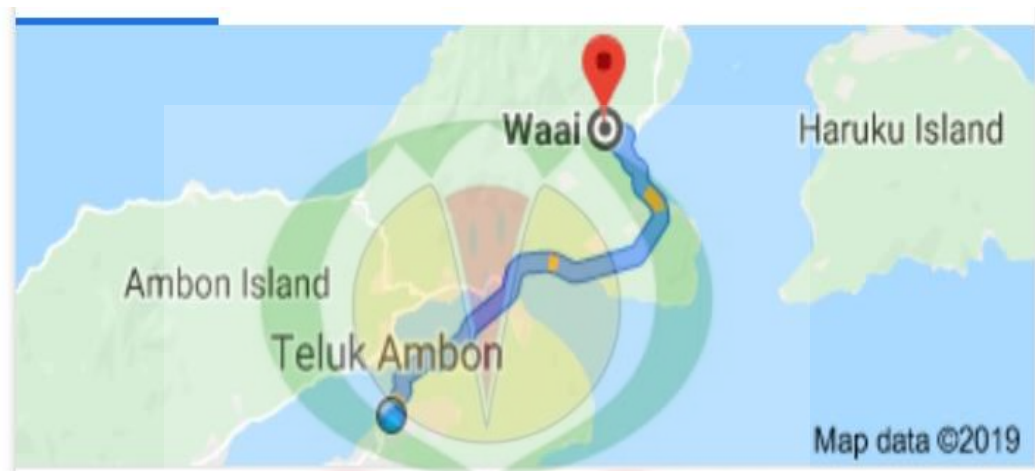 Waai
Haruku Island
Ambon Island
Teluk Ambon
Map data ©2019